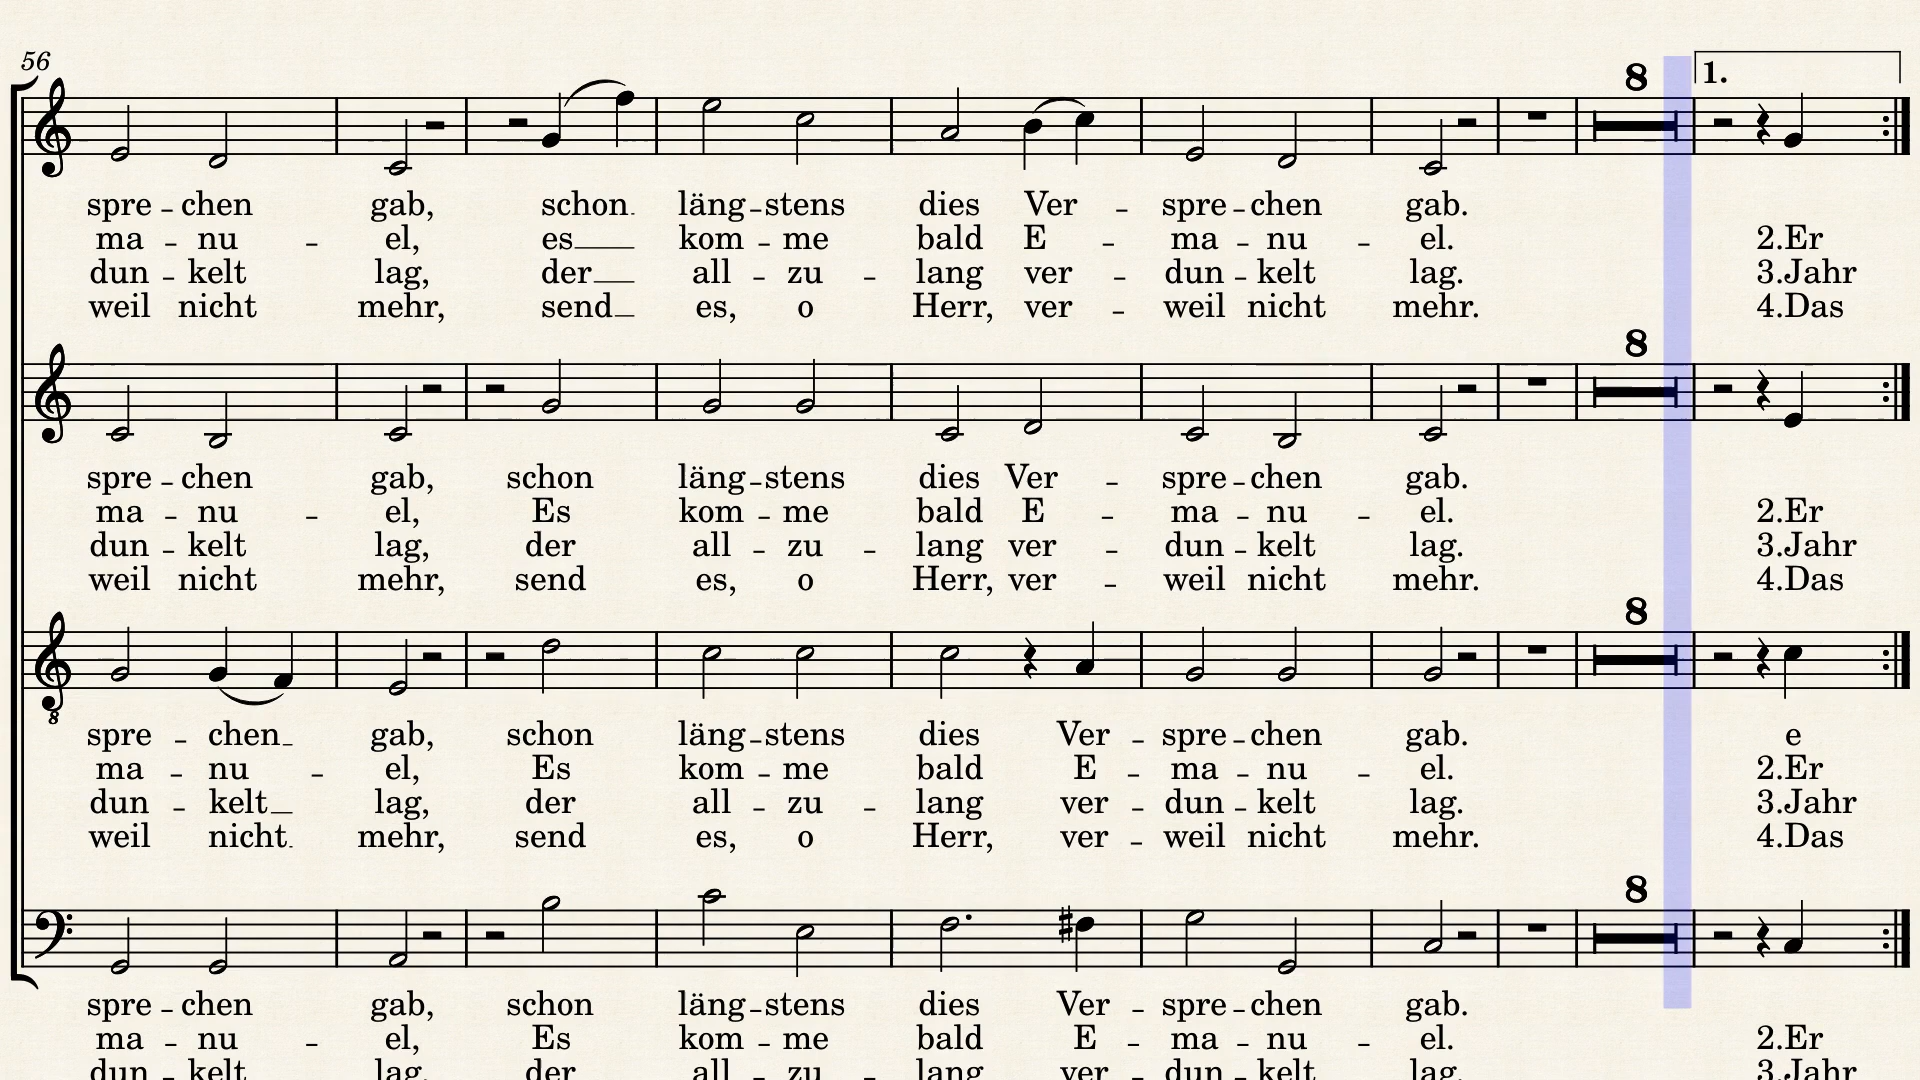 56
8
1.
spre - chen gab, schon läng - stens dies Ver - spre - chen gab.
ma - nu - el, es kom - me bald E - ma - nu - el. 2.Er
dun - kelt lag, der all - zu - lang ver - dun - kelt lag. 3.Jahr
weil nicht mehr, send es, o Herr, ver - weil nicht mehr. 4.Das
8
spre - chen gab, schon läng - stens dies Ver - spre - chen gab.
ma - nu - el, Es kom - me bald E - ma - nu - el. 2.Er
dun - kelt lag, der all - zu - lang ver - dun - kelt lag. 3.Jahr
weil nicht mehr, send es, o Herr, ver - weil nicht mehr. 4.Das
8
8
spre - chen gab, schon läng - stens dies Ver - spre - chen gab. e
ma - nu - el, Es kom - me bald E - ma - nu - el. 2.Er
dun - kelt lag, der all - zu - lang ver - dun - kelt lag. 3.Jahr
weil nicht mehr, send es, o Herr, ver - weil nicht mehr. 4.Das
8
spre - chen gab, schon läng - stens dies Ver - spre - chen gab.
ma - nu - el, Es kom - me bald E - ma - nu - el. 2.Er
dun - kelt lag, der all - zu - lang ver - dun - kelt lag. 3.Jahr